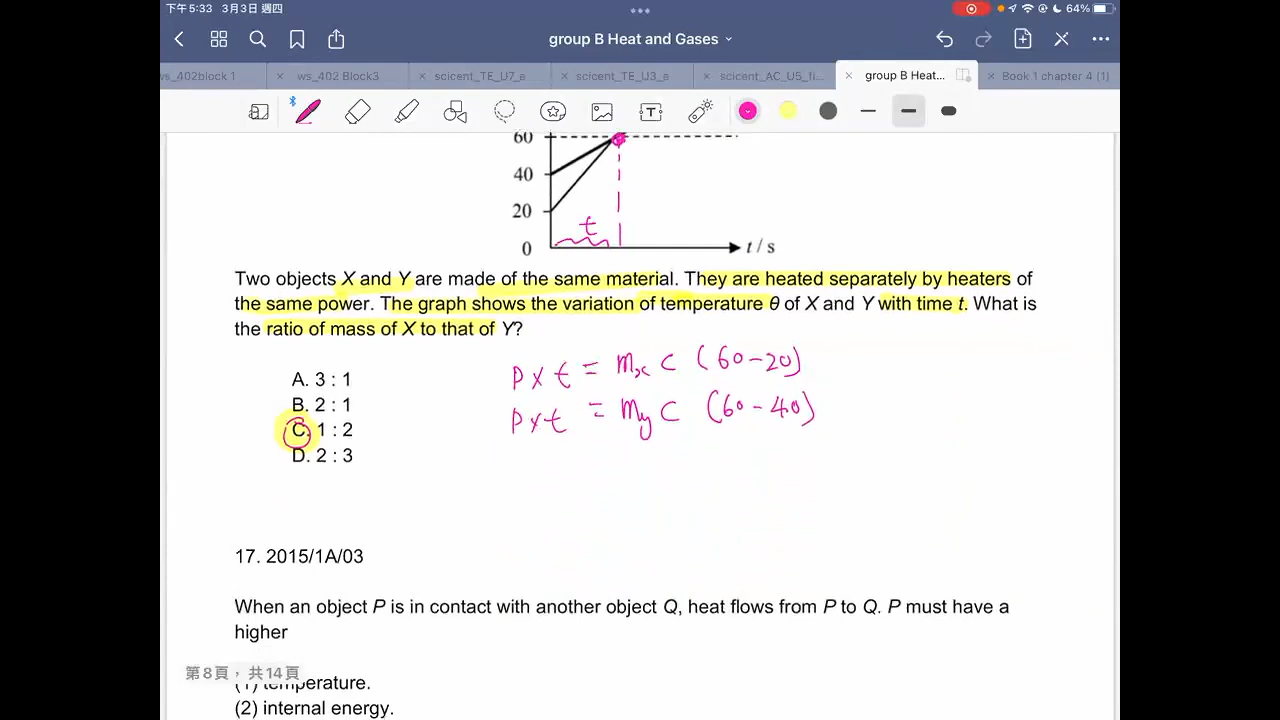 下午5:33 3月3日 週四
64%
group B Heat and Gases
ws_402block 1
ws_402 Block3
scicent_TE_U7_e
scicent_TE_U3_e
scicent_AC_U5_fi...
group B Heat...
Book 1 chapter 4 (1)
60
40
20
t
0
t / s
Two objects X and Y are made of the same material. They are heated separately by heaters of
the same power. The graph shows the variation of temperature θ of X and Y with time t. What is
the ratio of mass of X to that of Y?
P x t = mx c (60-20)
P x t = my c (60-40)
A. 3 : 1
B. 2 : 1
C. 1 : 2
D. 2 : 3
17. 2015/1A/03
When an object P is in contact with another object Q, heat flows from P to Q. P must have a
higher
第8頁，共14頁
(1) temperature.
(2) internal energy.